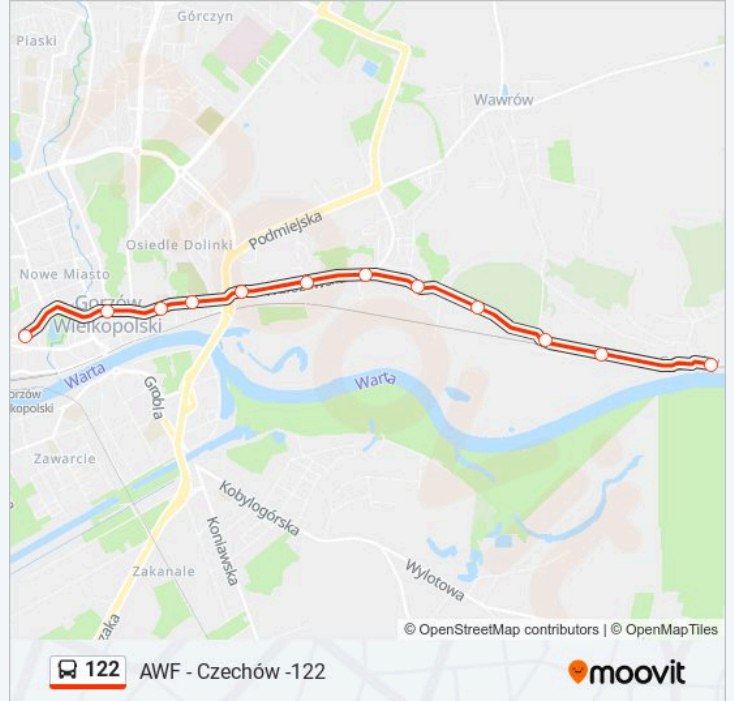 Górczyn
Piaski
Wawrów
Podmiejska
Osiedle Dolinki
Nowe Miasto
Gorzów
Wielkopolski
Warta
Warta
orzów
kopolski
Grobla
Zawarcie
Kobylogórska
Koniawska
Wylotowa
Zakanale
zaka
© OpenStreetMap contributors | © OpenMapTiles
122 AWF - Czechów -122
moovit